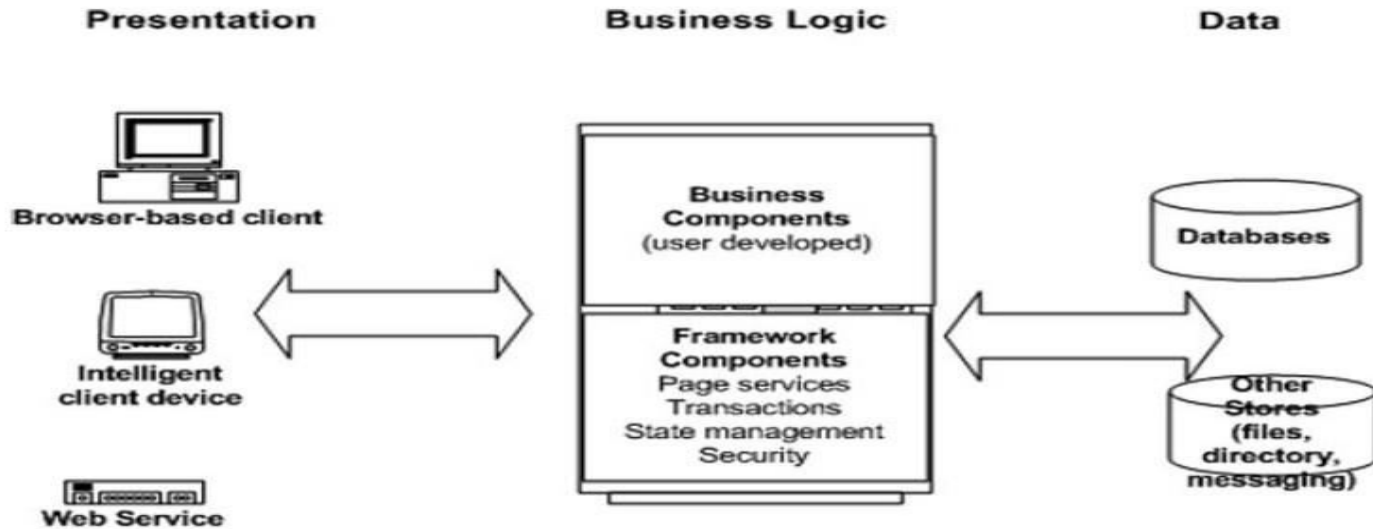 Presentation
Business Logic
Data
Browser-based client
Intelligent
client device
Web Service
Business
Components
(user developed)
Framework
Components
Page services
Transactions
State management
Security
Databases
Other
Stores
(files,
directory,
messaging)